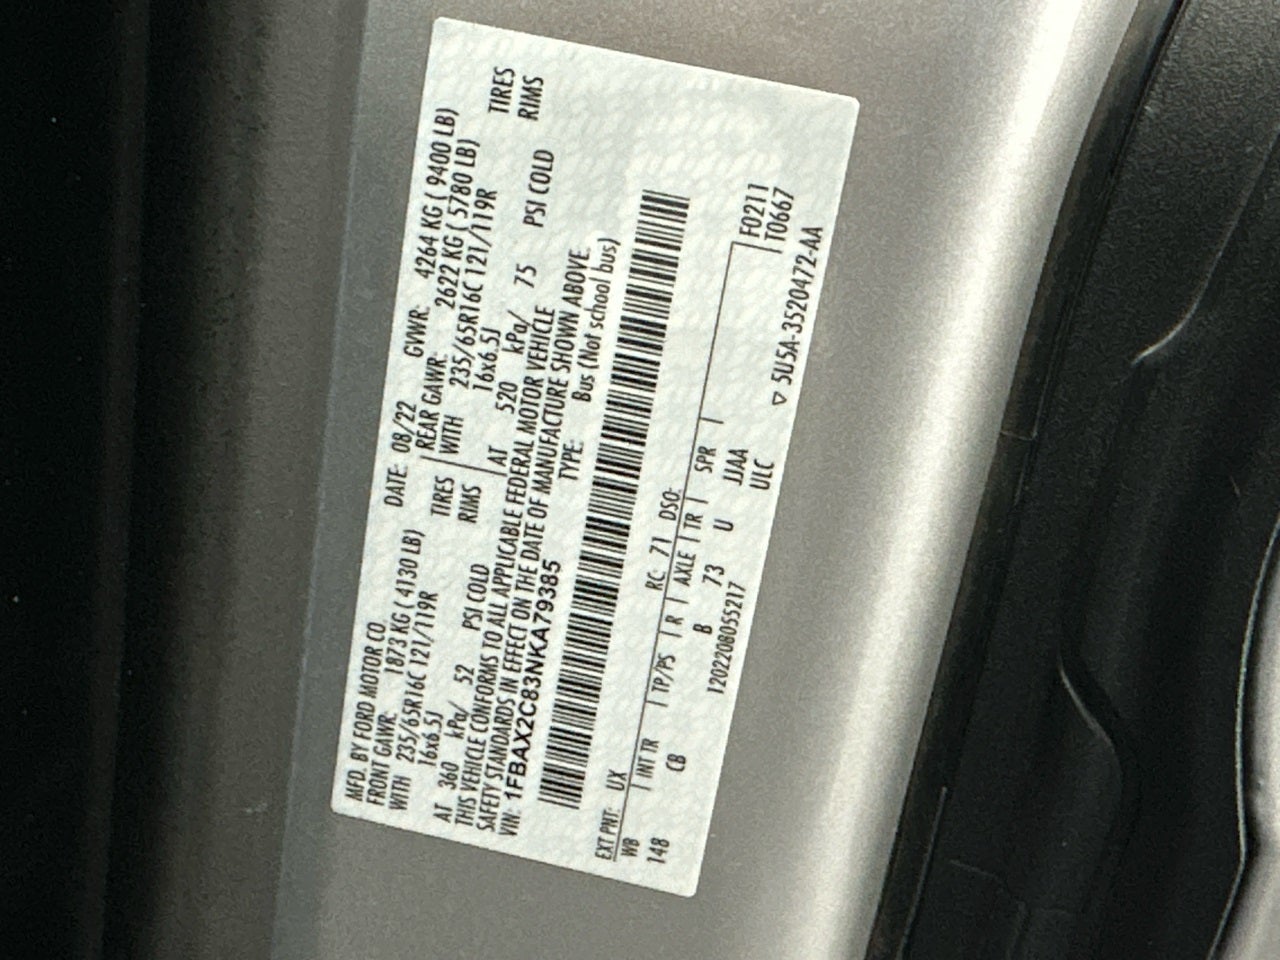 MFD. BY FORD MOTOR CO DATE: 08/22 GVWR: 4264 KG ( 9400 LB)
FRONT GAWR: 1873 KG ( 4130 LB) REAR GAWR: 2622 KG ( 5780 LB)
WITH 235/65R16C 121/119R TIRES WITH 235/65R16C 121/119R TIRES
16x6.5J RIMS 16x6.5J RIMS
AT 360 kPa/ 52 PSI COLD AT 520 kPa/ 75 PSI COLD
THIS VEHICLE CONFORMS TO ALL APPLICABLE FEDERAL MOTOR VEHICLE
SAFETY STANDARDS IN EFFECT ON THE DATE OF MANUFACTURE SHOWN ABOVE.
VIN: 1FBAX2C83NKA79385 TYPE: Bus (Not school bus)
EXT PNT: UX RC: 71 DSO:
WB INT TR TP/PS R AXLE TR SPR F0211
148 CB B 73 U JJAA T0667
1202208055217 ULC ▽ 5U5A-3520472-AA